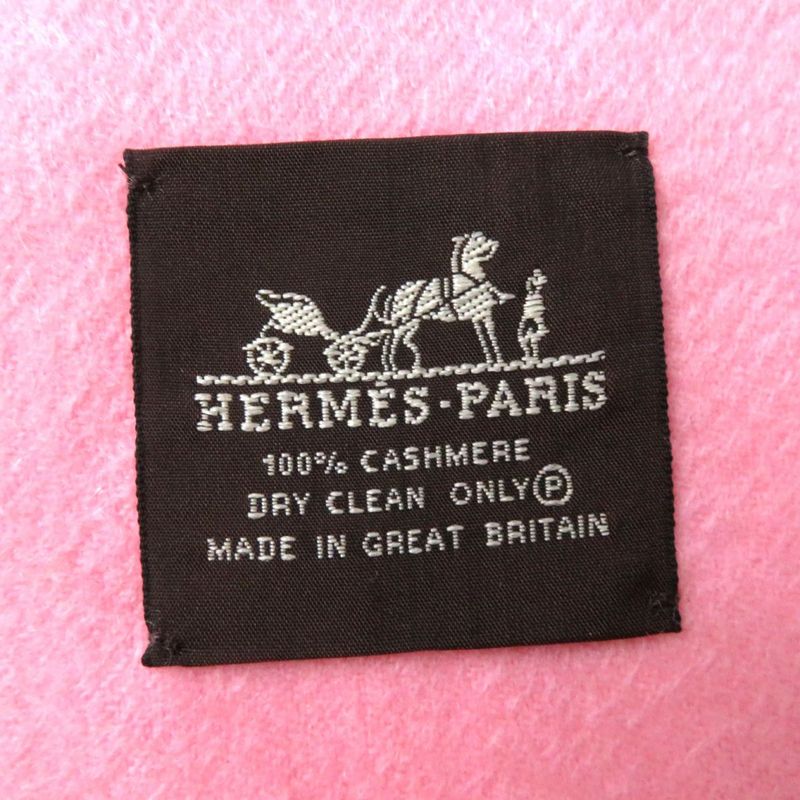 HERMÈS-PARIS
100% CASHMERE
DRY CLEAN ONLY Ⓟ
MADE IN GREAT BRITAIN